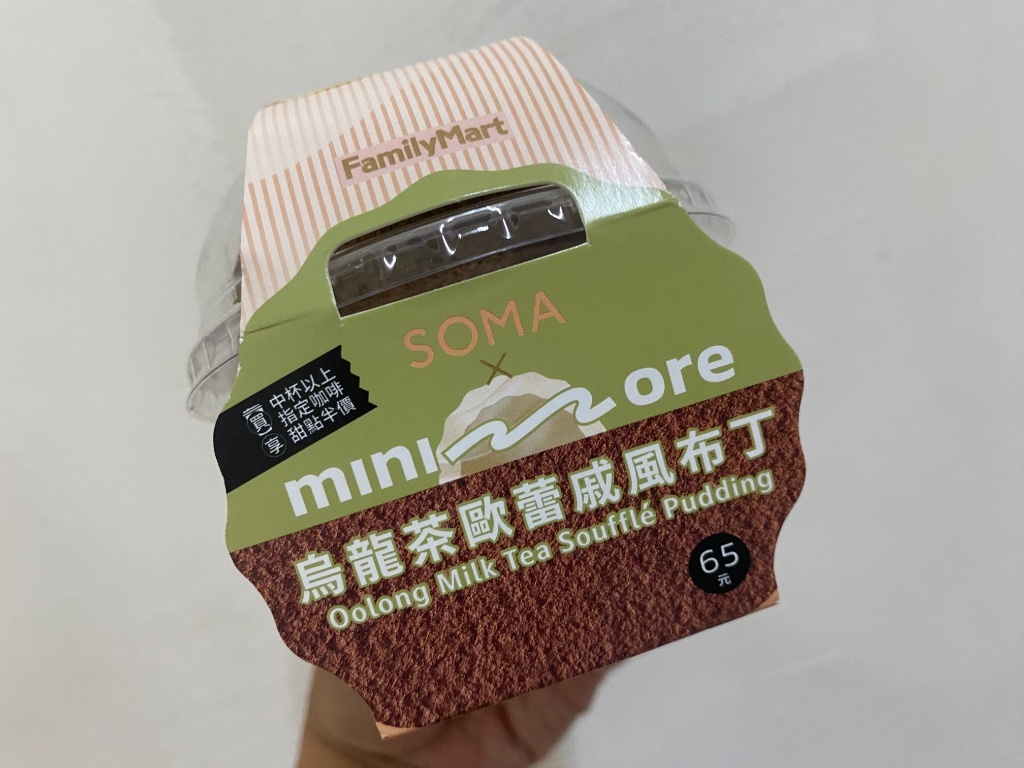 FamilyMart
SOMA
×
mini ore
賣享
中杯以上
指定咖啡
甜點半價
烏龍茶歐蕾戚風布丁
Oolong Milk Tea Soufflé Pudding
65
元